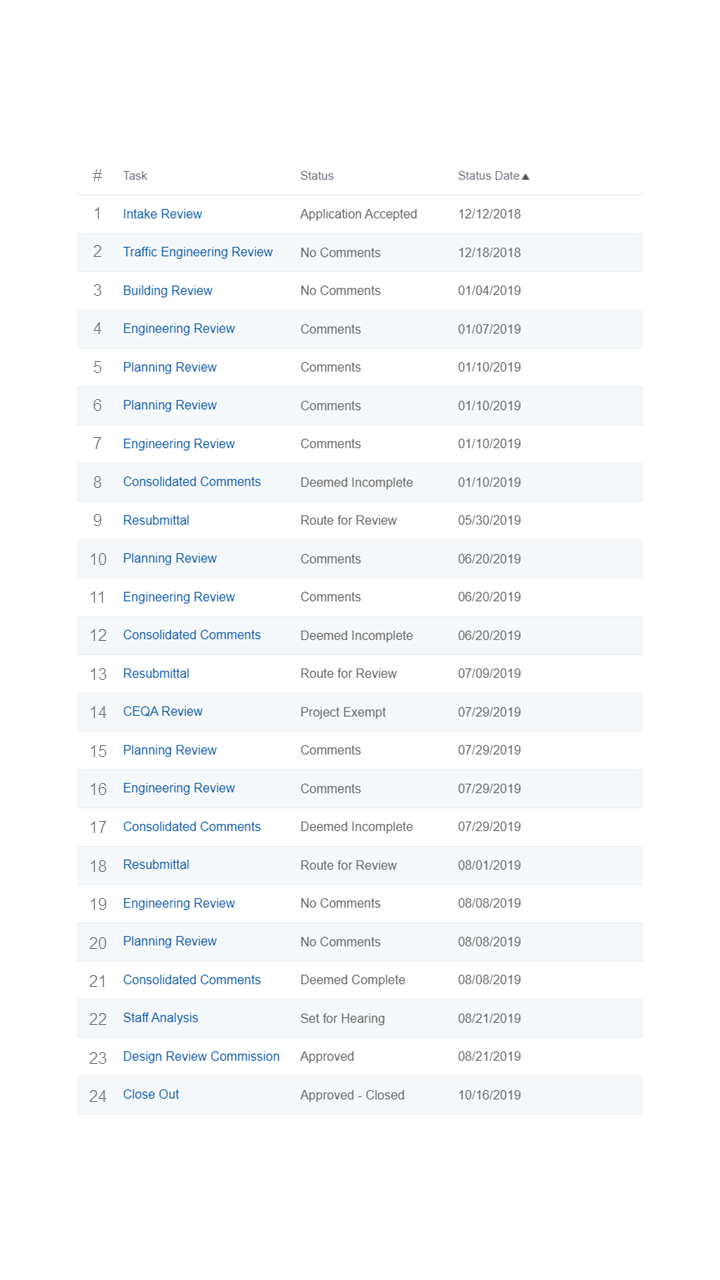 # Task Status Status Date▲
1 Intake Review Application Accepted 12/12/2018
2 Traffic Engineering Review No Comments 12/18/2018
3 Building Review No Comments 01/04/2019
4 Engineering Review Comments 01/07/2019
5 Planning Review Comments 01/10/2019
6 Planning Review Comments 01/10/2019
7 Engineering Review Comments 01/10/2019
8 Consolidated Comments Deemed Incomplete 01/10/2019
9 Resubmittal Route for Review 05/30/2019
10 Planning Review Comments 06/20/2019
11 Engineering Review Comments 06/20/2019
12 Consolidated Comments Deemed Incomplete 06/20/2019
13 Resubmittal Route for Review 07/09/2019
14 CEQA Review Project Exempt 07/29/2019
15 Planning Review Comments 07/29/2019
16 Engineering Review Comments 07/29/2019
17 Consolidated Comments Deemed Incomplete 07/29/2019
18 Resubmittal Route for Review 08/01/2019
19 Engineering Review No Comments 08/08/2019
20 Planning Review No Comments 08/08/2019
21 Consolidated Comments Deemed Complete 08/08/2019
22 Staff Analysis Set for Hearing 08/21/2019
23 Design Review Commission Approved 08/21/2019
24 Close Out Approved - Closed 10/16/2019